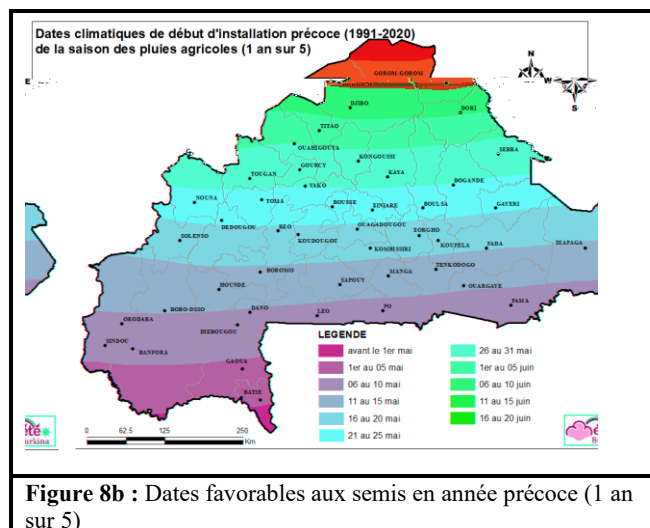 Dates climatiques de début d'installation précoce (1991-2020)
de la saison des pluies agricoles (1 an sur 5)
N
W
GOROM-GOROM
DJIBO
DORI
TITAO
OUAHIGOUYA
KONGOUSSI
SEBBA
GOURCY
TOUGAN
KAYA
YAKO
BOGANDE
NOUNA
TOMA
BOUSSE
ZINIARE
BOULSA
GAYERI
DEDOUGOU
REO
OUAGADOUGOU
SOLENSO
KOUDOUGOU
ZORGHO
KOUPELA
KOMBISSIRI
FADA
DIAPAGA
BOROMO
TENKODOGO
MANGA
HOUNDE
SAPOUY
OUARGAYE
BOBO-DSSO
DANO
LEO
PO
PAMA
ORODARA
DIEBOUGOU
SINDOU
BANFORA
GAOUA
BATIE
LEGENDE
avant le 1er mai
1er au 05 mai
06 au 10 mai
11 au 15 mai
16 au 20 mai
21 au 25 mai
26 au 31 mai
1er au 05 juin
06 au 10 juin
11 au 15 juin
16 au 20 juin
0 62.5 125 250
Km
été
urkina
Figure 8b : Dates favorables aux semis en année précoce (1 an
sur 5)